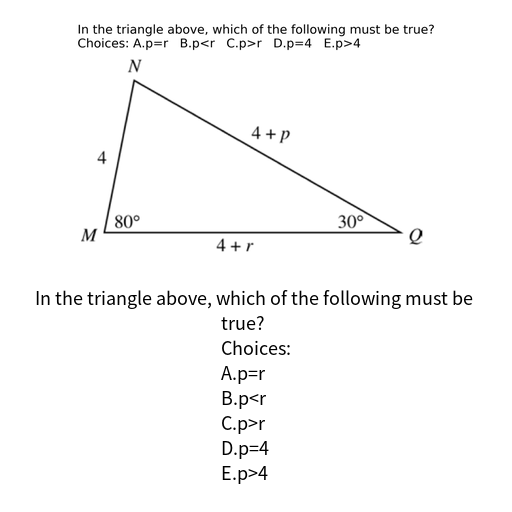 In the triangle above, which of the following must be true?
Choices: A.p=r B.p<r C.p>r D.p=4 E.p>4
N
4 + p
4
80°
30°
M
Q
4 + r
In the triangle above, which of the following must be
true?
Choices:
A.p=r
B.p<r
C.p>r
D.p=4
E.p>4